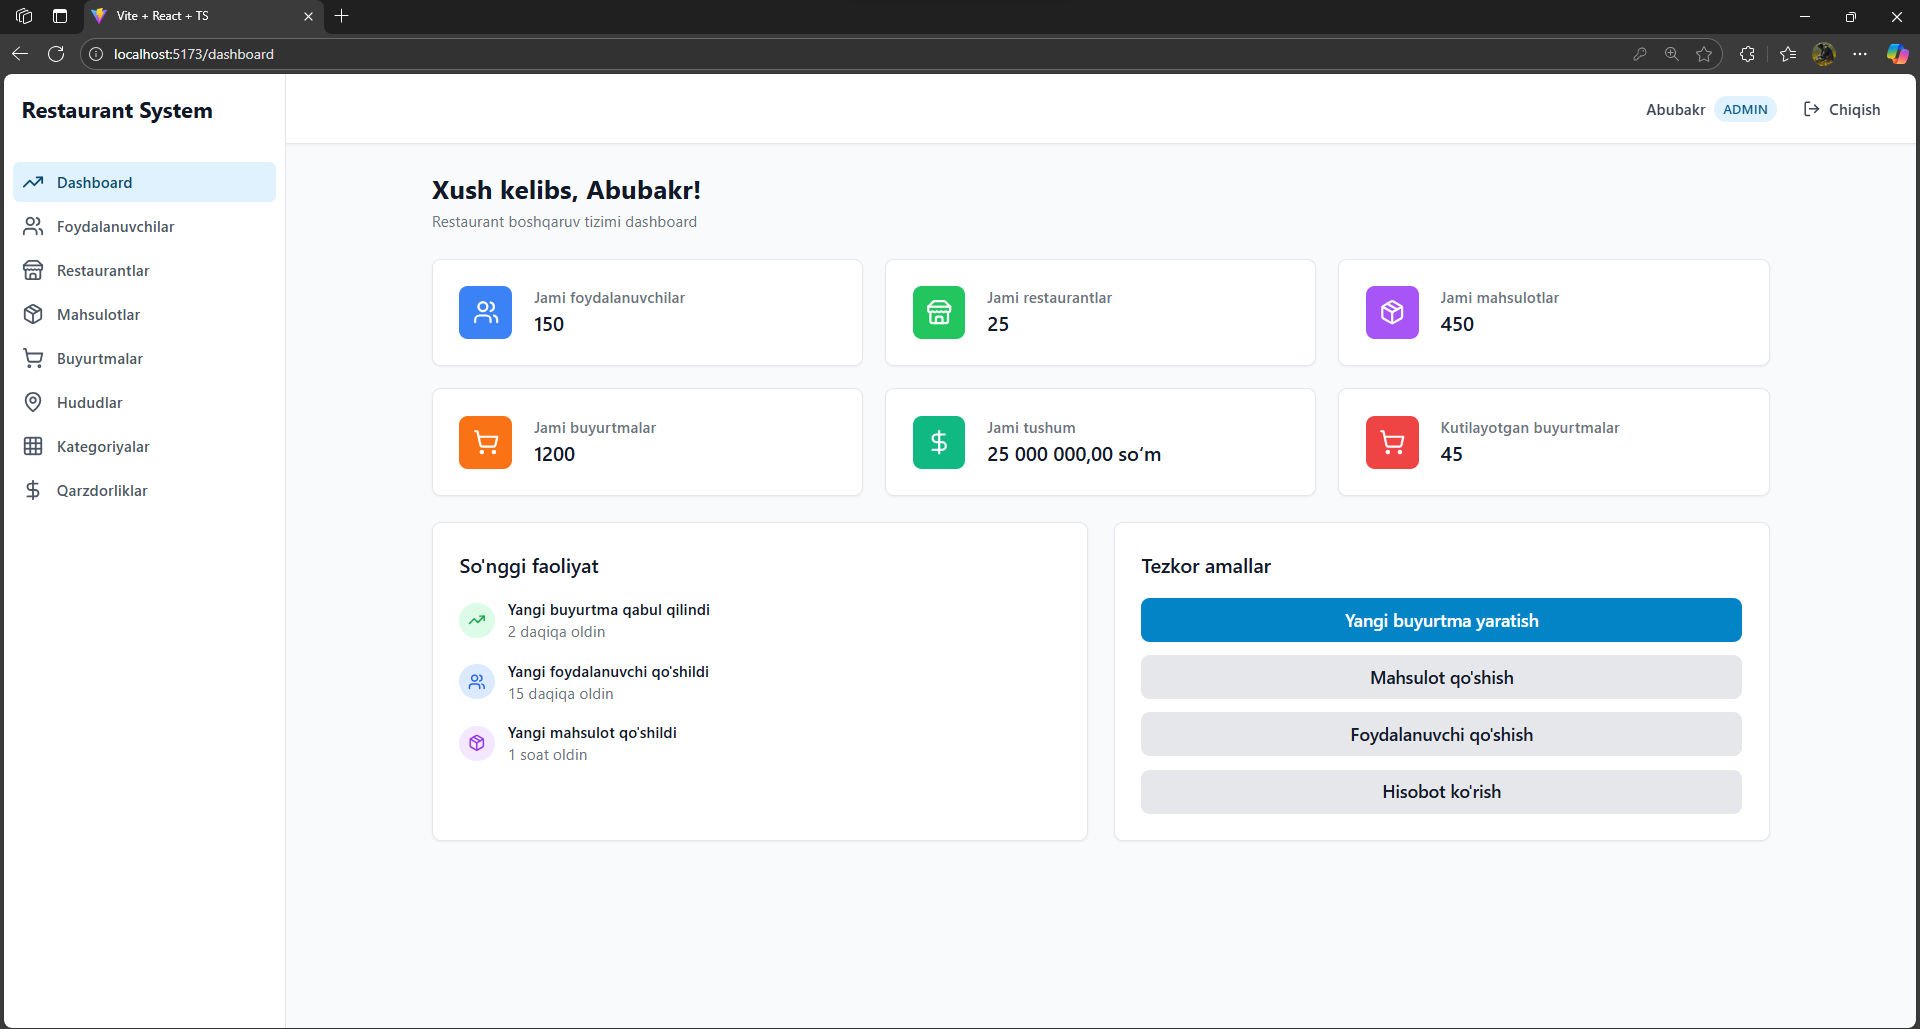 Vite + React + TS
localhost:5173/dashboard
Restaurant System
Abubakr ADMIN Chiqish
Dashboard
Foydalanuvchilar
Restaurantlar
Mahsulotlar
Buyurtmalar
Hududlar
Kategoriyalar
Qarzdorliklar
Xush kelibs, Abubakr!
Restaurant boshqaruv tizimi dashboard
Jami foydalanuvchilar
150
Jami restaurantlar
25
Jami mahsulotlar
450
Jami buyurtmalar
1200
Jami tushum
25 000 000,00 soʻm
Kutilayotgan buyurtmalar
45
So'nggi faoliyat
Yangi buyurtma qabul qilindi
2 daqiqa oldin
Yangi foydalanuvchi qo'shildi
15 daqiqa oldin
Yangi mahsulot qo'shildi
1 soat oldin
Tezkor amallar
Yangi buyurtma yaratish
Mahsulot qo'shish
Foydalanuvchi qo'shish
Hisobot ko'rish